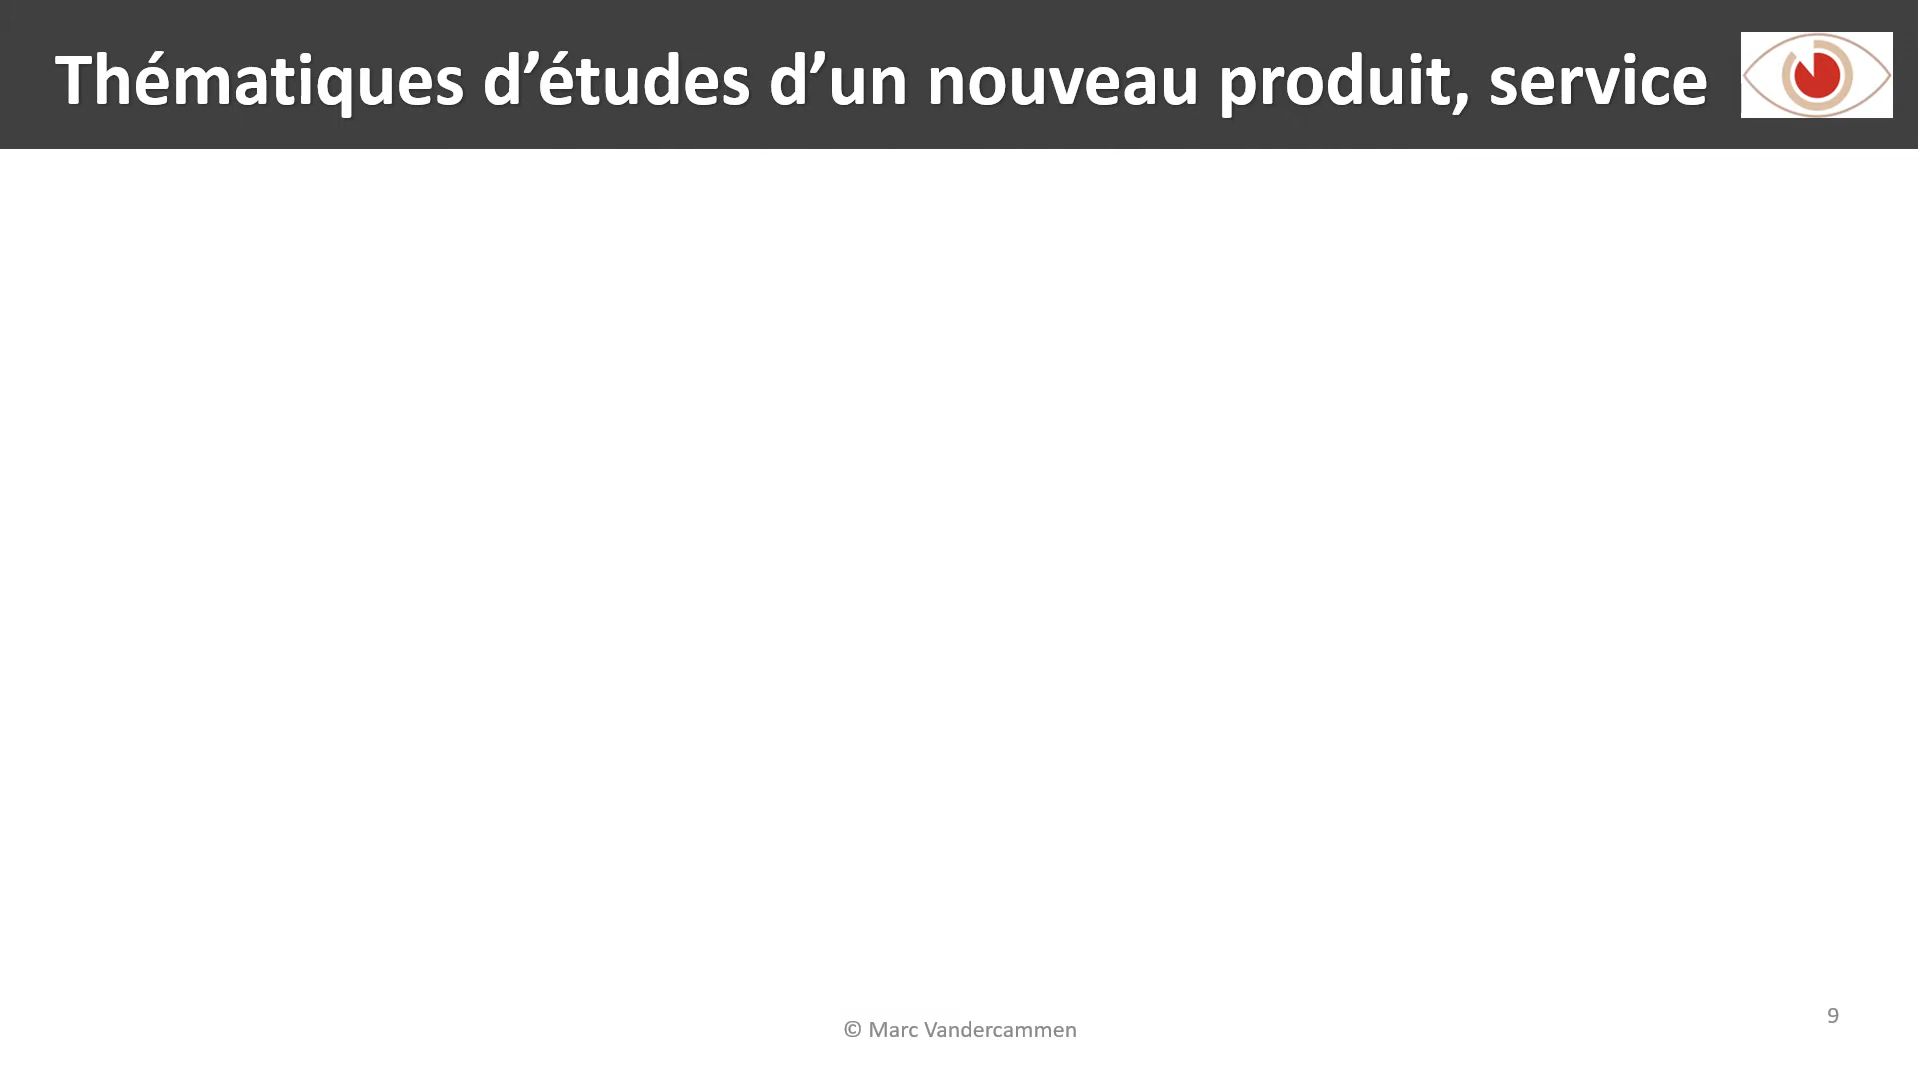 Thématiques d’études d’un nouveau produit, service
© Marc Vandercammen
9